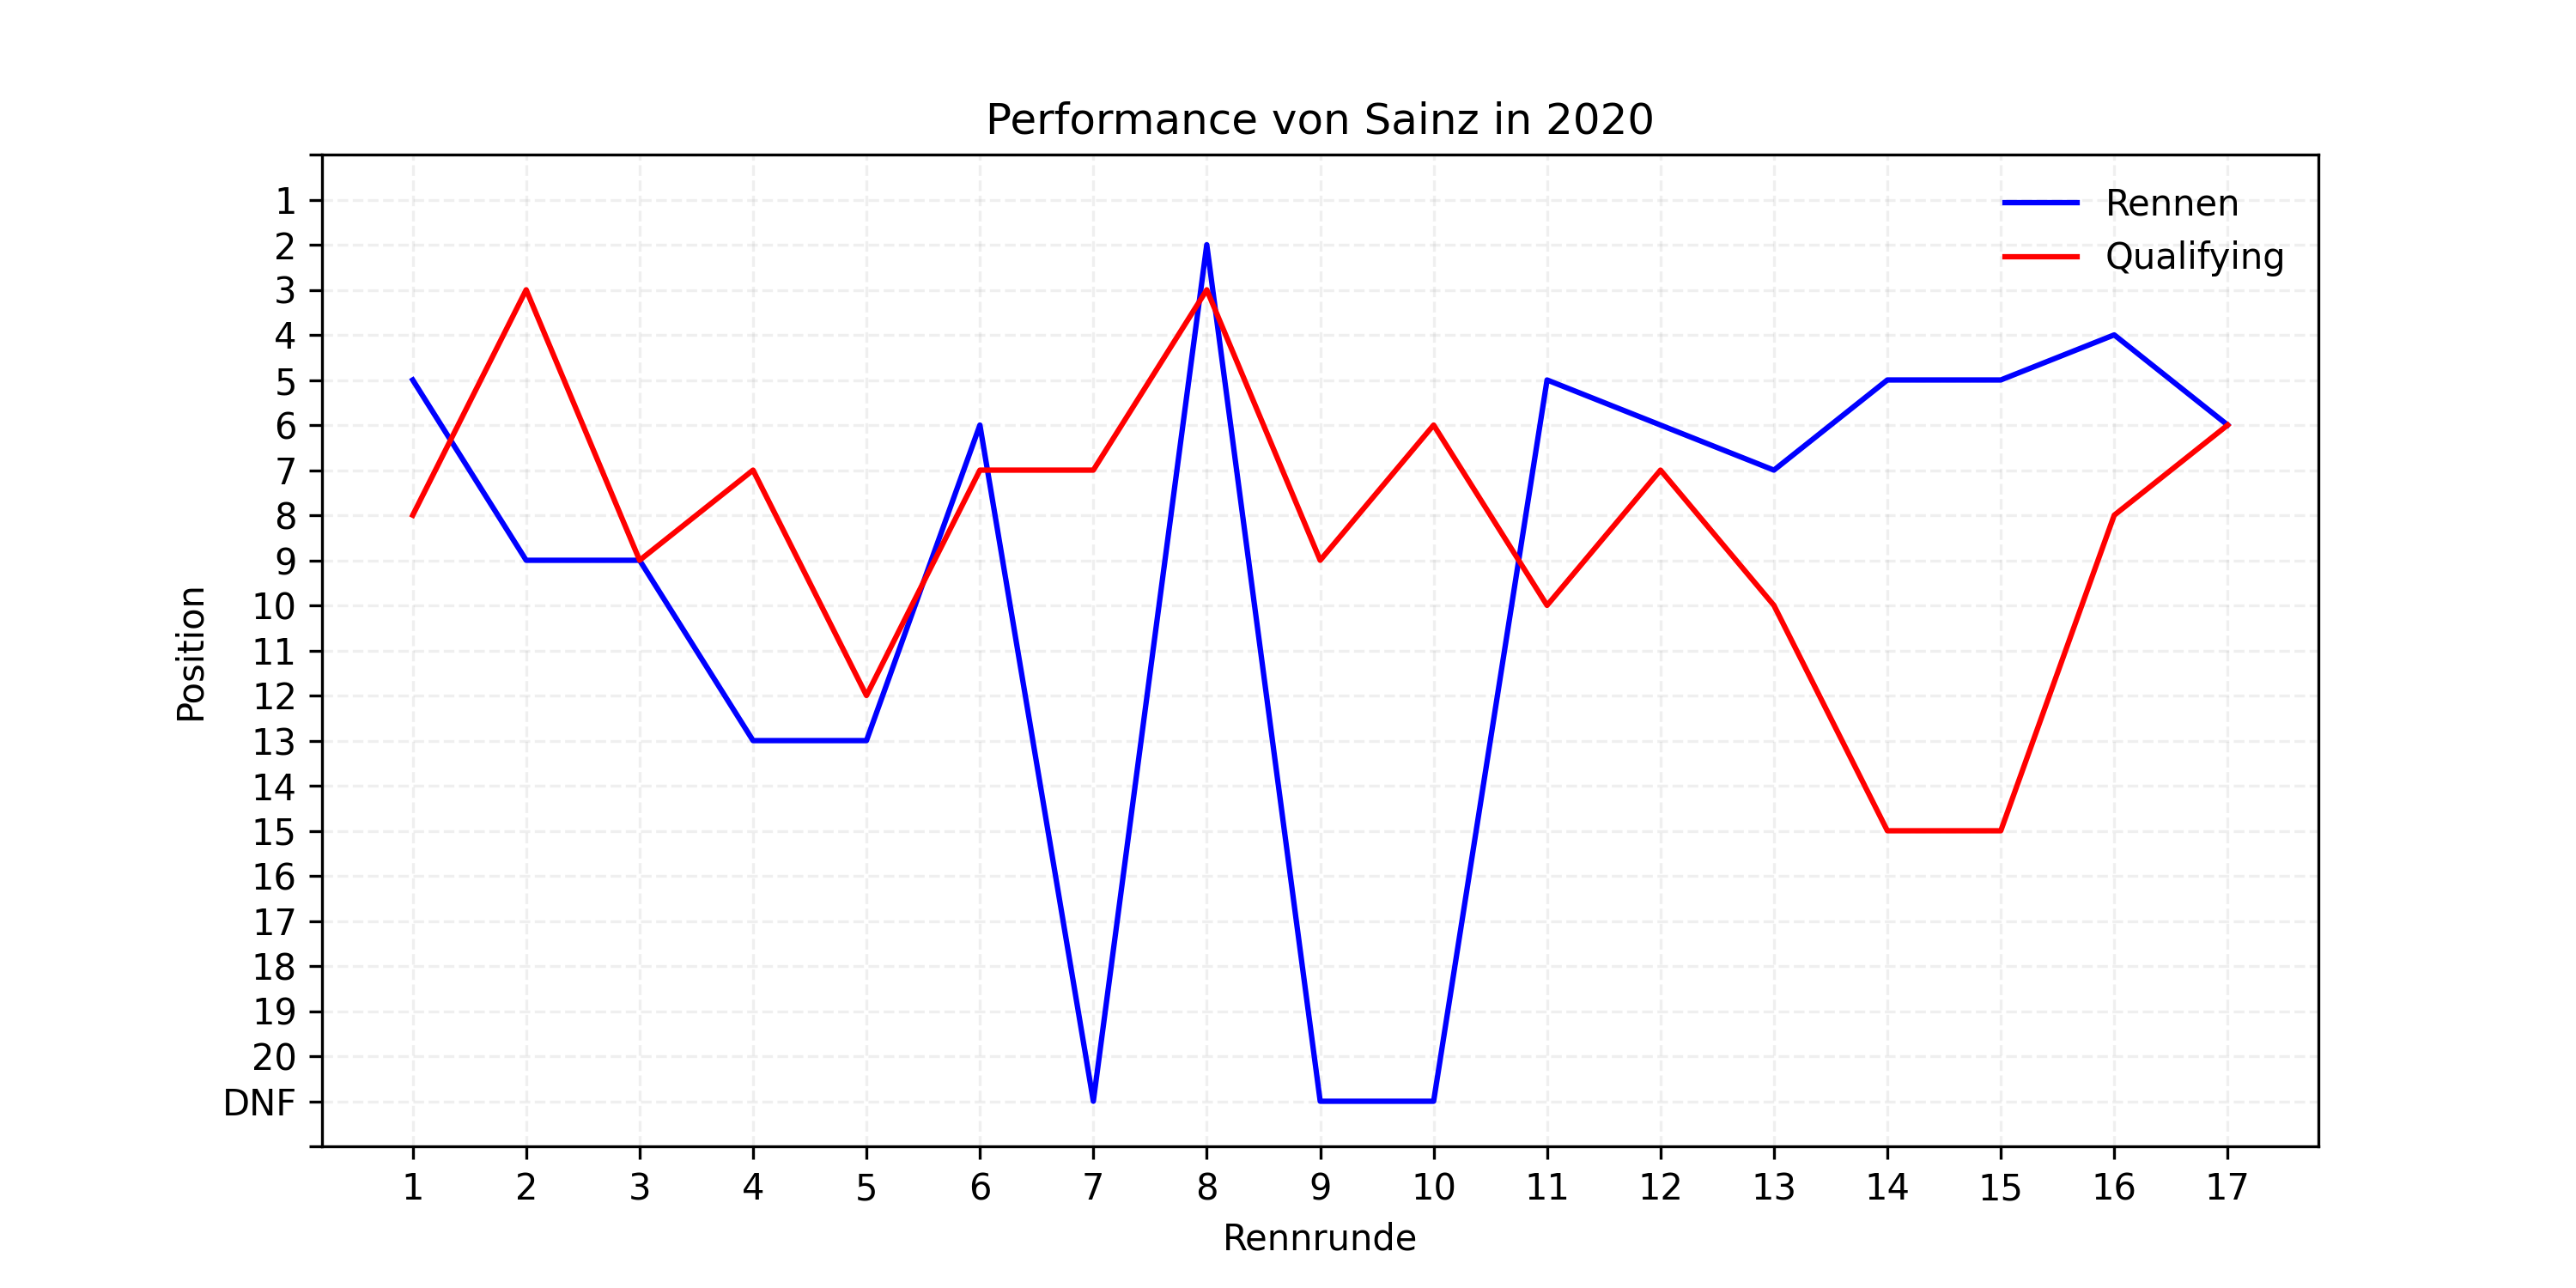 Performance von Sainz in 2020
Rennen
Qualifying
Position
1
2
3
4
5
6
7
8
9
10
11
12
13
14
15
16
17
18
19
20
DNF
1 2 3 4 5 6 7 8 9 10 11 12 13 14 15 16 17
Rennrunde